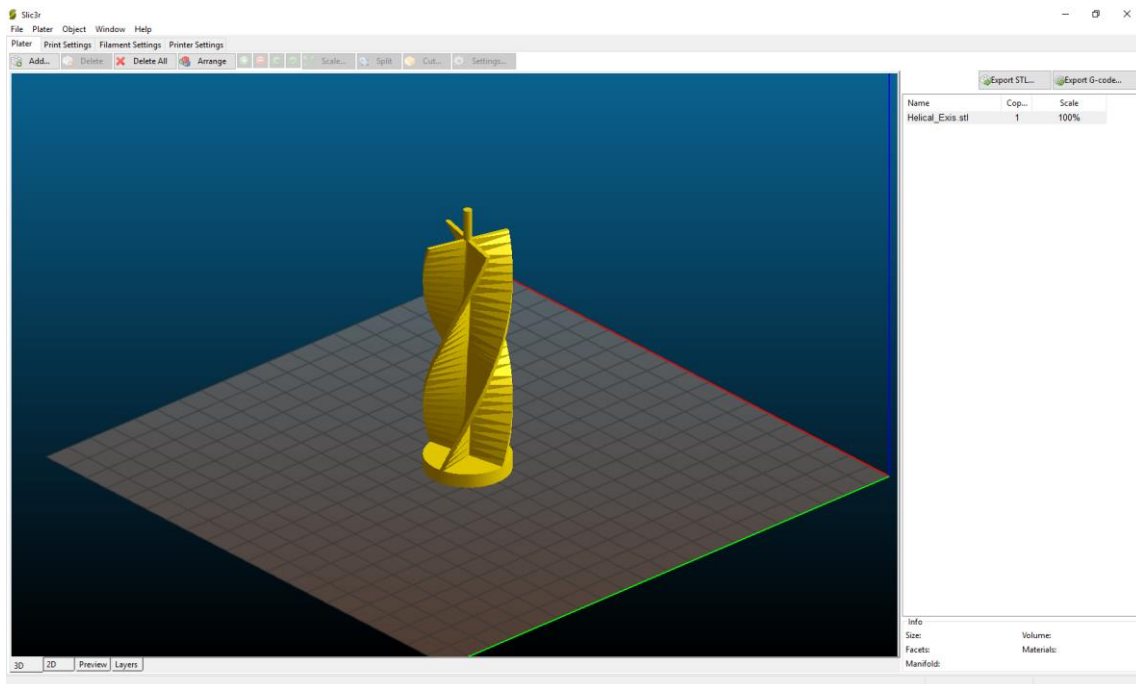 Slic3r
File Plater Object Window Help
Plater Print Settings Filament Settings Printer Settings
Add... Delete Delete All Arrange Scale... Split Cut... Settings...
Export STL... Export G-code...
Name Cop... Scale
Helical_Exis.stl 1 100%
Info
Size: Volume:
Facets: Materials:
Manifold:
3D 2D Preview Layers